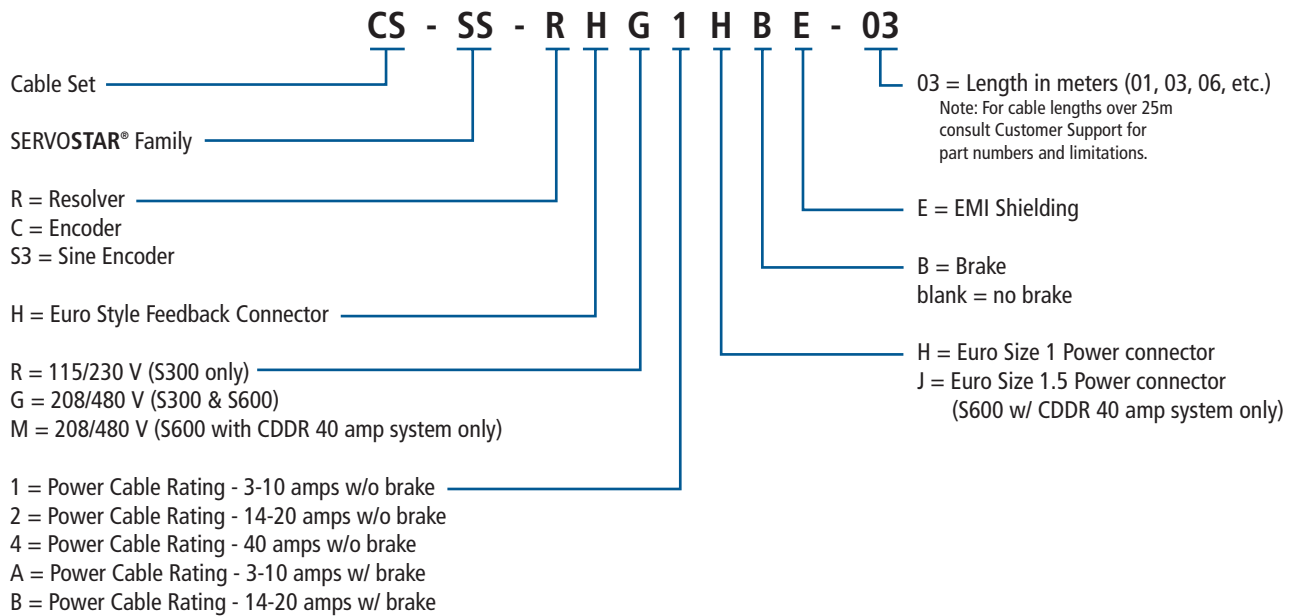 CS - SS - R H G 1 H B E - 03
Cable Set
SERVOSTAR® Family
R = Resolver
C = Encoder
S3 = Sine Encoder
H = Euro Style Feedback Connector
R = 115/230 V (S300 only)
G = 208/480 V (S300 & S600)
M = 208/480 V (S600 with CDDR 40 amp system only)
1 = Power Cable Rating - 3-10 amps w/o brake
2 = Power Cable Rating - 14-20 amps w/o brake
4 = Power Cable Rating - 40 amps w/o brake
A = Power Cable Rating - 3-10 amps w/ brake
B = Power Cable Rating - 14-20 amps w/ brake
03 = Length in meters (01, 03, 06, etc.)
Note: For cable lengths over 25m
consult Customer Support for
part numbers and limitations.
E = EMI Shielding
B = Brake
blank = no brake
H = Euro Size 1 Power connector
J = Euro Size 1.5 Power connector
(S600 w/ CDDR 40 amp system only)